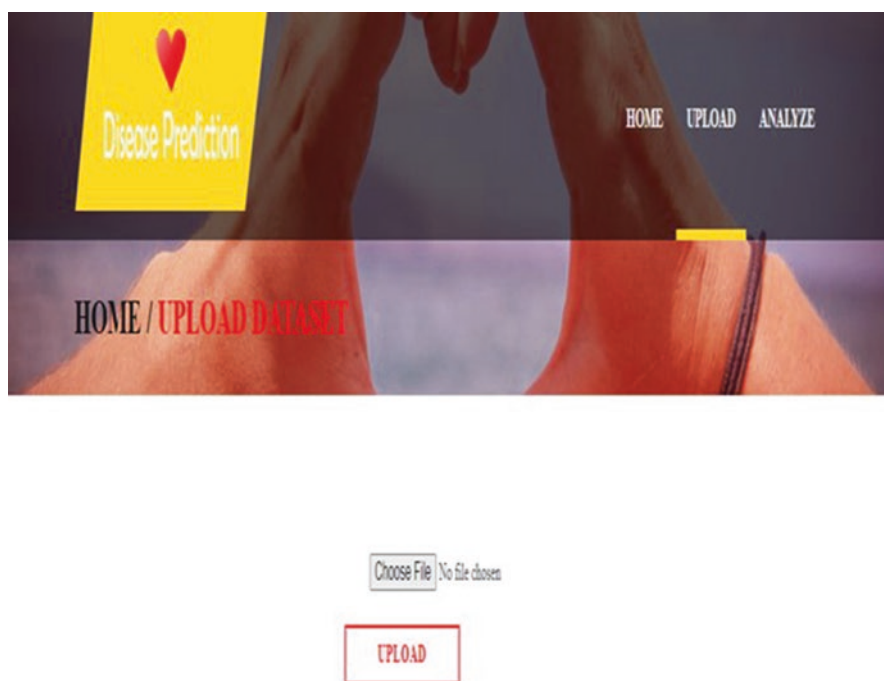 Disease Prediction
HOME UPLOAD ANALYZE
HOME / UPLOAD DATASET
Choose File No file chosen
UPLOAD